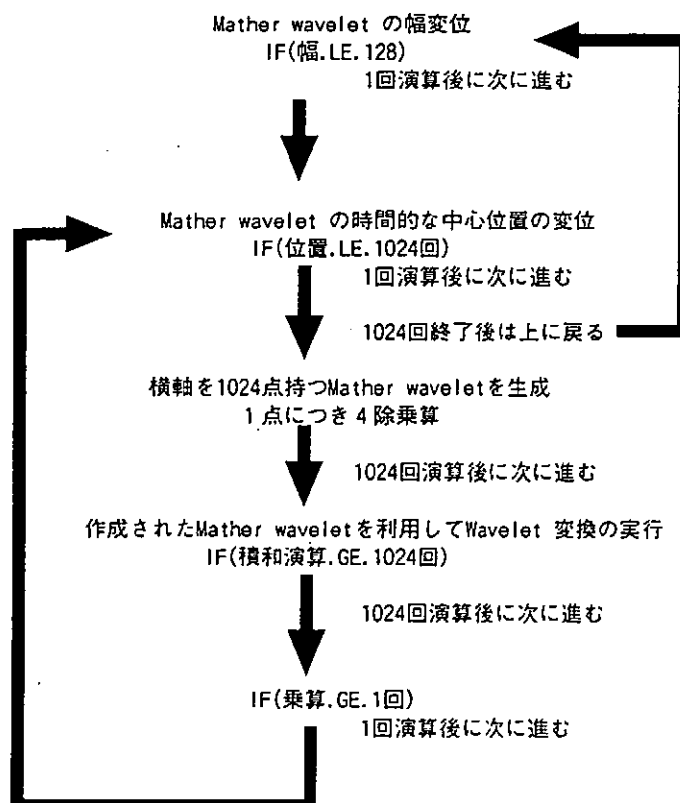 Mather wavelet の幅変位
IF(幅.LE.128)
1回演算後に次に進む
Mather wavelet の時間的な中心位置の変位
IF(位置.LE.1024回)
1回演算後に次に進む
1024回終了後は上に戻る
横軸を1024点持つMather waveletを生成
1点につき4除乗算
1024回演算後に次に進む
作成されたMather waveletを利用してWavelet 変換の実行
IF(積和演算.GE.1024回)
1024回演算後に次に進む
IF(乗算.GE.1回)
1回演算後に次に進む